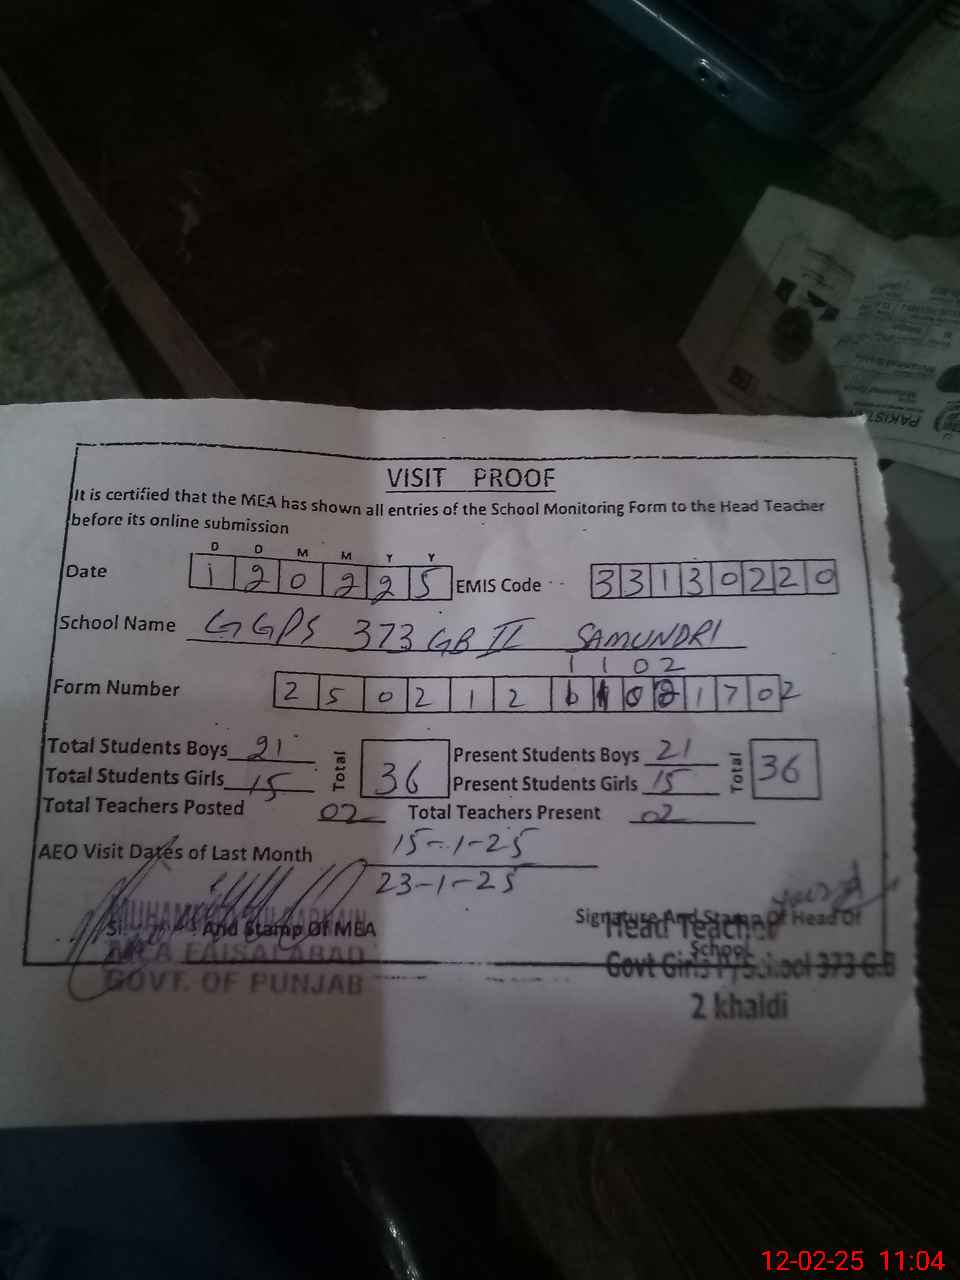 VISIT PROOF
It is certified that the MEA has shown all entries of the School Monitoring Form to the Head Teacher
before its online submission
D D M M Y Y
Date 1 2 0 2 2 5 EMIS Code 3 3 1 3 0 2 2 0
School Name GGPS 373 GB II SAMUNDRI
1 1 0 2
Form Number 2 5 0 2 1 2 1 7 0 2
Total Students Boys 21 Total 36 Present Students Boys 21 Total 36
Total Students Girls 15 Present Students Girls 15
Total Teachers Posted 02 Total Teachers Present 02
AEO Visit Dates of Last Month 15-1-25
23-1-25
And Stamp Of MEA Signature And Stamp Of Head Of
School
MEA FAISALABAD
GOVT. OF PUNJAB
Head Teacher
Govt Girls School 373 G.B
2 khaldi
PAKISTAN
12-02-25 11:04